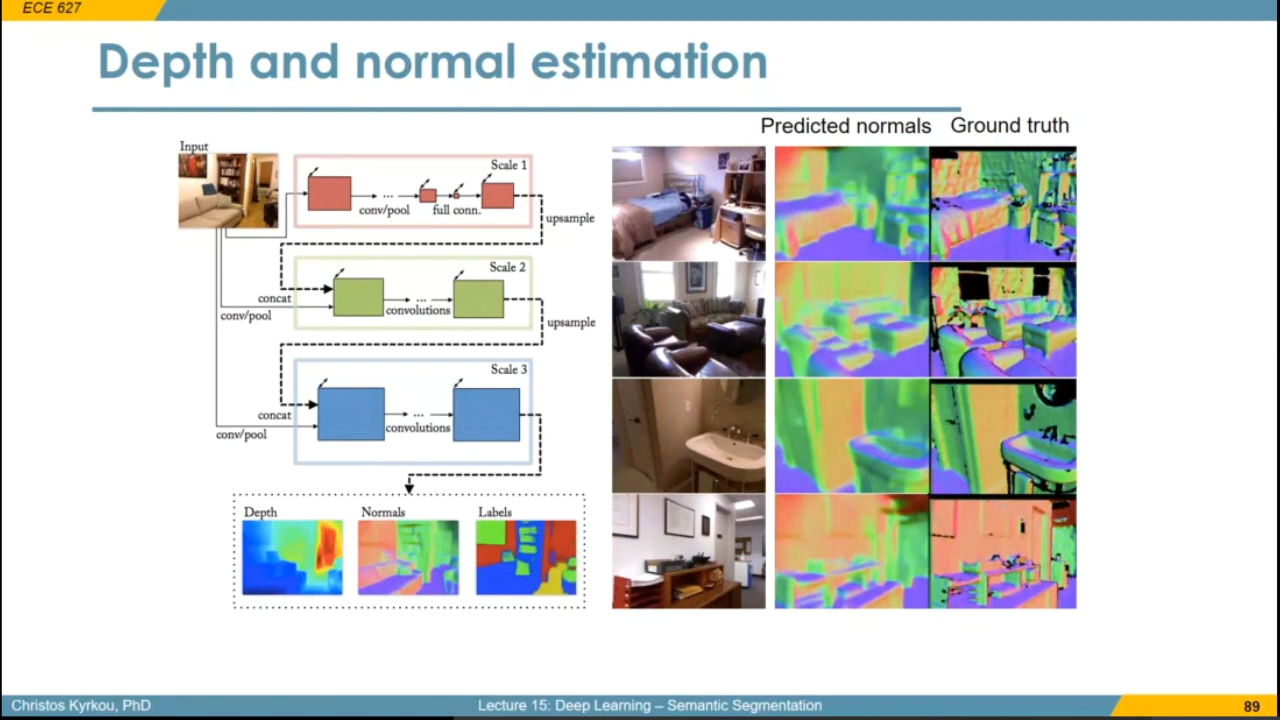 ECE 627
Depth and normal estimation
Predicted normals Ground truth
Input
Scale 1
conv/pool
...
full conn.
upsample
Scale 2
concat
conv/pool
...
convolutions
upsample
Scale 3
concat
conv/pool
...
convolutions
Depth Normals Labels
Christos Kyrkou, PhD
Lecture 15: Deep Learning – Semantic Segmentation
89